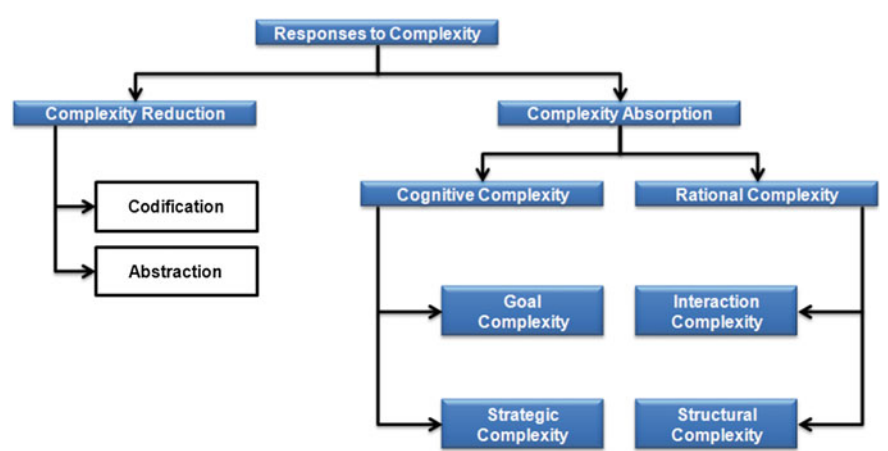 Responses to Complexity
Complexity Reduction
Complexity Absorption
Codification
Abstraction
Cognitive Complexity
Rational Complexity
Goal
Complexity
Interaction
Complexity
Strategic
Complexity
Structural
Complexity